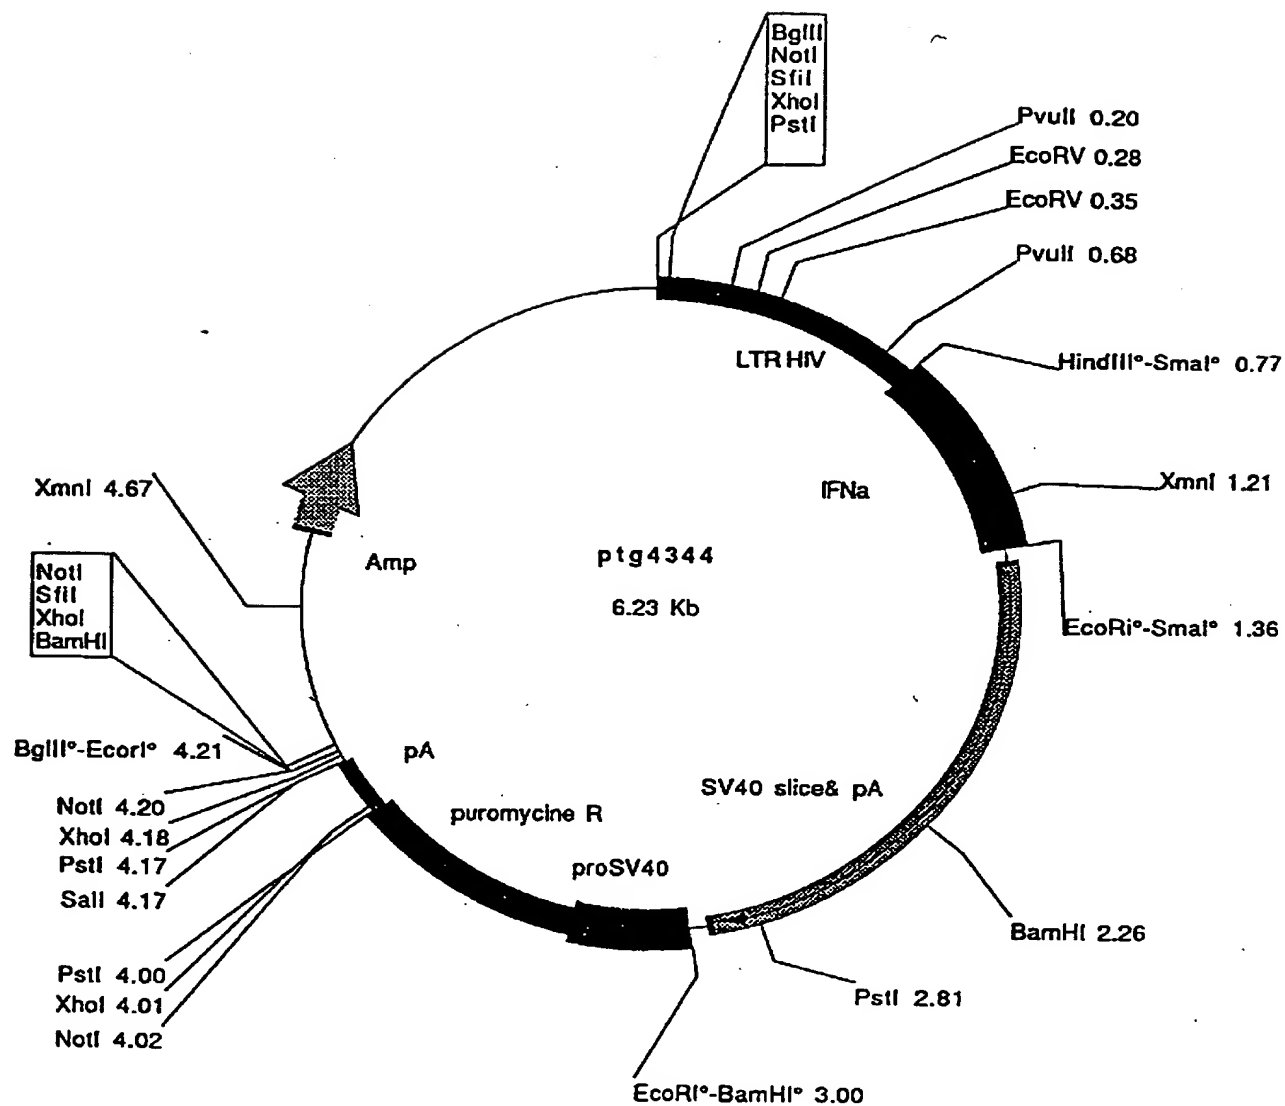 BglII
NotI
SfiI
XhoI
PstI
PvuII 0.20
EcoRV 0.28
EcoRV 0.35
PvuII 0.68
LTR HIV
HindIII°-SmaI° 0.77
XmnI 1.21
IFNa
XmnI 4.67
Amp
ptg4344
6.23 Kb
NotI
SfiI
XhoI
BamHI
EcoRi°-SmaI° 1.36
BglII°-EcorI° 4.21
pA
SV40 slice& pA
NotI 4.20
puromycine R
XhoI 4.18
PstI 4.17
proSV40
SalI 4.17
BamHI 2.26
PstI 4.00
PstI 2.81
XhoI 4.01
NotI 4.02
EcoRI°-BamHI° 3.00